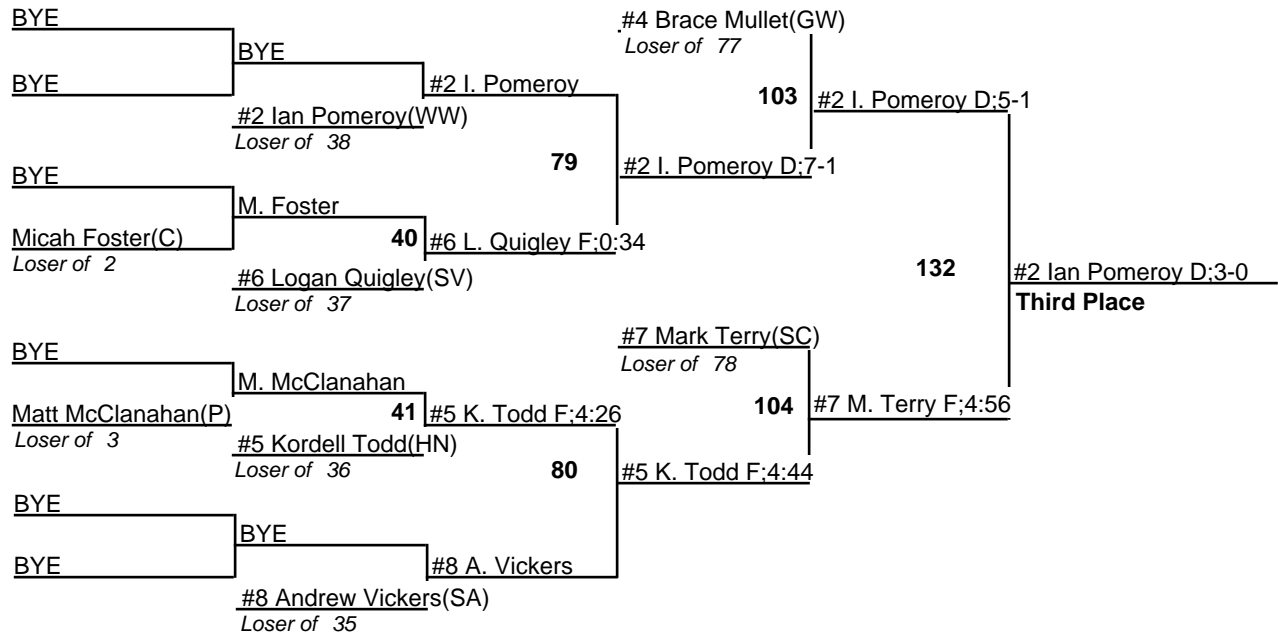 BYE
BYE
BYE
#2 Ian Pomeroy(WW)
Loser of 38
#2 I. Pomeroy
BYE
Micah Foster(C)
Loser of 2
M. Foster
40
#6 Logan Quigley(SV)
Loser of 37
#6 L. Quigley F;0:34
79
#2 I. Pomeroy D;7-1
#4 Brace Mullet(GW)
Loser of 77
103
#2 I. Pomeroy D;5-1
BYE
Matt McClanahan(P)
Loser of 3
M. McClanahan
41
#5 Kordell Todd(HN)
Loser of 36
#5 K. Todd F;4:26
BYE
BYE
BYE
#8 Andrew Vickers(SA)
Loser of 35
#8 A. Vickers
80
#5 K. Todd F;4:44
#7 Mark Terry(SC)
Loser of 78
104
#7 M. Terry F;4:56
132
#2 Ian Pomeroy D;3-0
Third Place